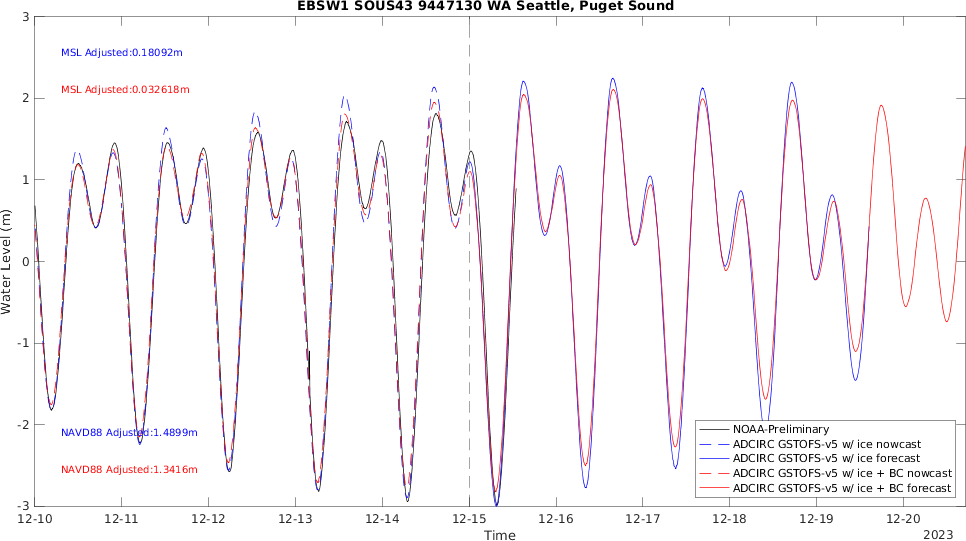 EBSW1 SOUS43 9447130 WA Seattle, Puget Sound
3
2
1
0
-1
-2
-3
Water Level (m)
MSL Adjusted:0.18092m
MSL Adjusted:0.032618m
NAVD88 Adjusted:1.4899m
NAVD88 Adjusted:1.3416m
NOAA-Preliminary
ADCIRC GSTOFS-v5 w/ ice nowcast
ADCIRC GSTOFS-v5 w/ ice forecast
ADCIRC GSTOFS-v5 w/ ice + BC nowcast
ADCIRC GSTOFS-v5 w/ ice + BC forecast
12-10 12-11 12-12 12-13 12-14 12-15 12-16 12-17 12-18 12-19 12-20
Time
2023